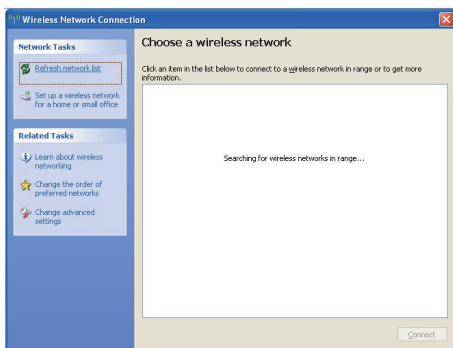 Wireless Network Connection
Network Tasks
Refresh network list
Set up a wireless network
for a home or small office
Related Tasks
Learn about wireless
networking
Change the order of
preferred networks
Change advanced
settings
Choose a wireless network
Click an item in the list below to connect to a wireless network in range or to get more
information.
Searching for wireless networks in range...
Connect